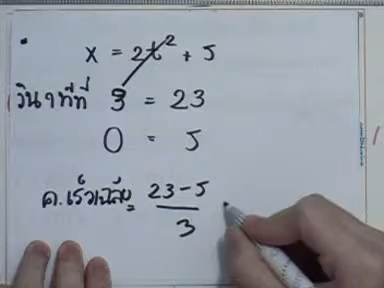 x = 2t² + 5
วินาทีที่ 3 = 23
0 = 5
ค.เร็วเฉลี่ย = 23-5
3